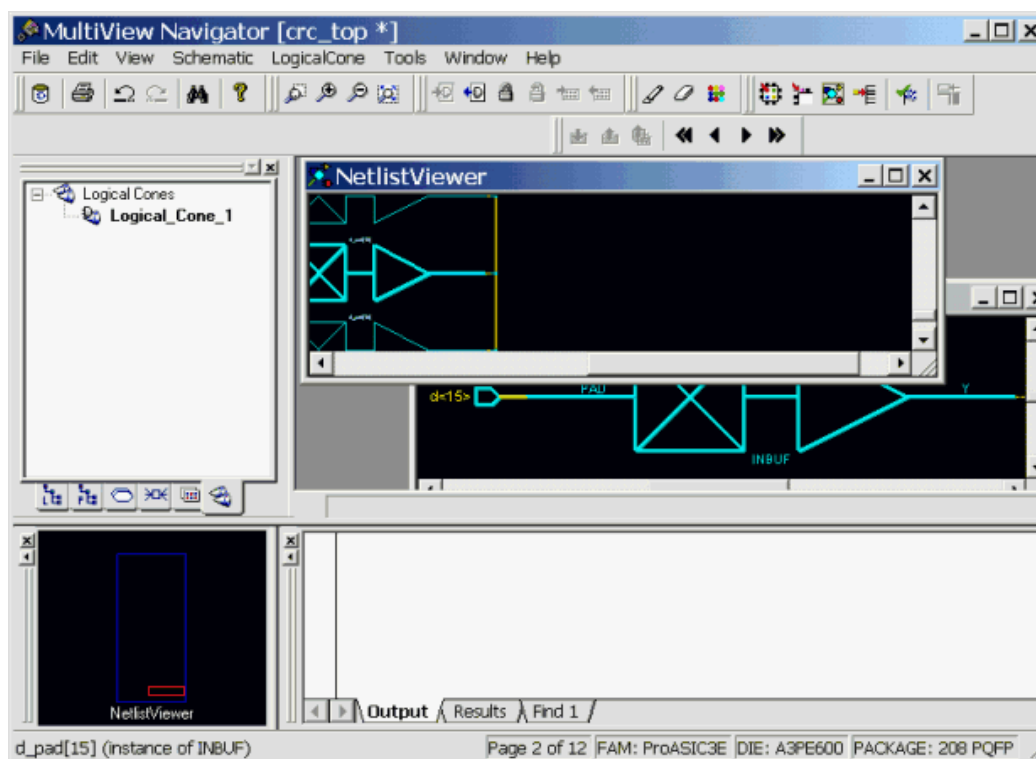 MultiView Navigator [crc_top *]
File Edit View Schematic LogicalCone Tools Window Help
Logical Cones
Logical_Cone_1
NetlistViewer
d<15>
PAD
Y
INBUF
NetlistViewer
Output Results Find 1
d_pad[15] (instance of INBUF) Page 2 of 12 FAM: ProASIC3E DIE: A3PE600 PACKAGE: 208 PQFP